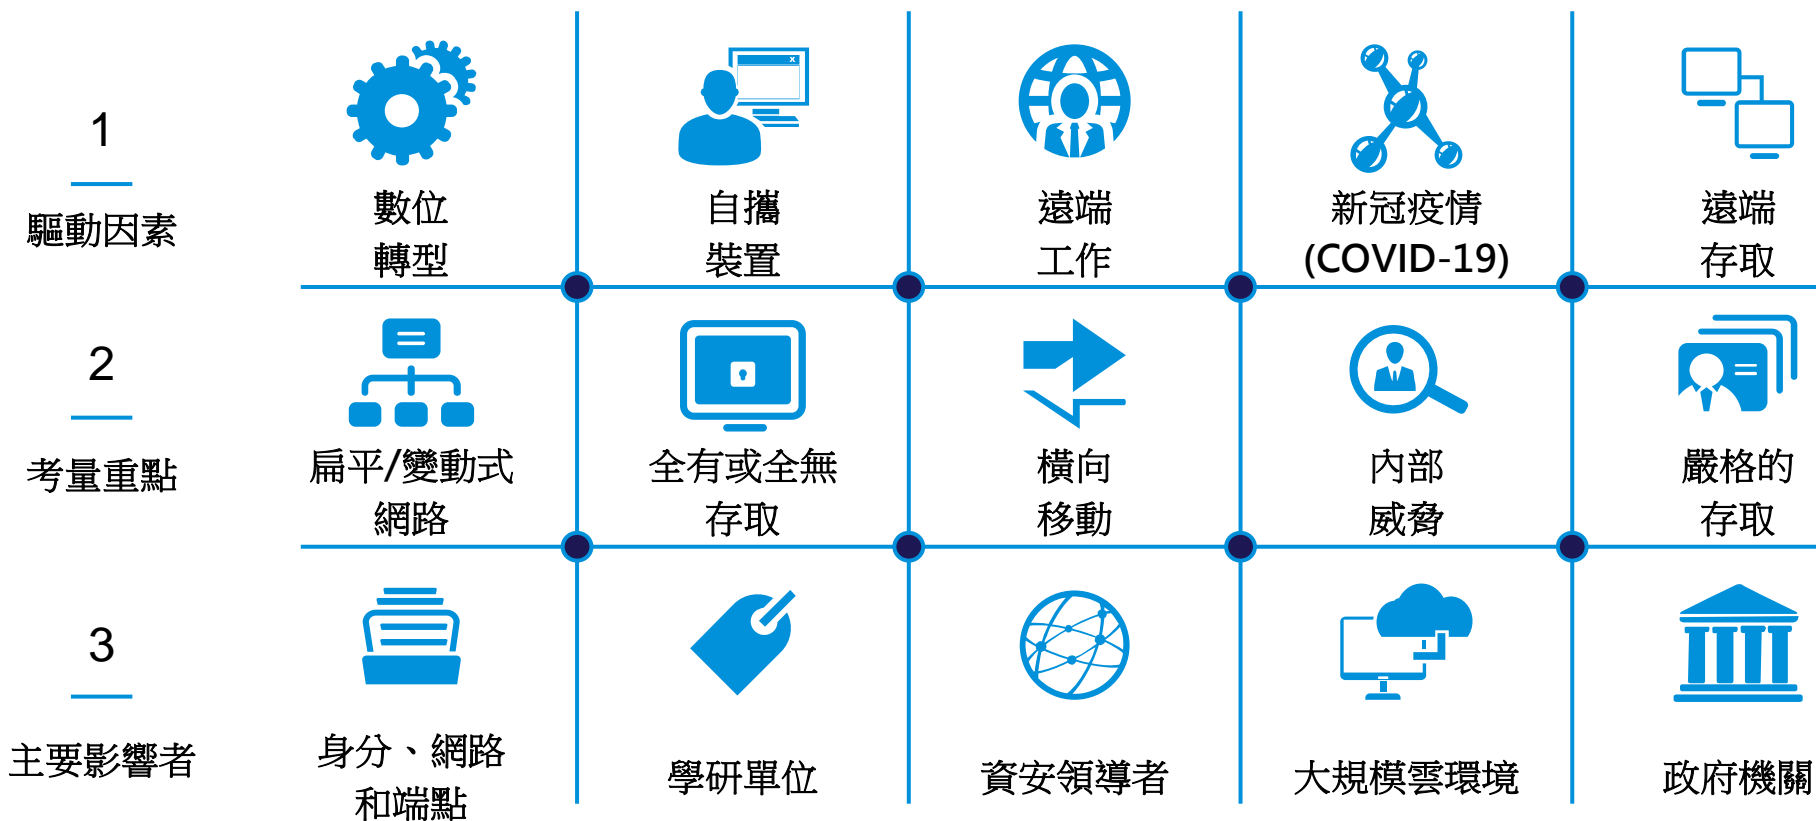 1
驅動因素
數位
轉型
自攜
裝置
遠端
工作
新冠疫情
(COVID-19)
遠端
存取
2
考量重點
扁平/變動式
網路
全有或全無
存取
橫向
移動
內部
威脅
嚴格的
存取
3
主要影響者
身分、網路
和端點
學研單位
資安領導者
大規模雲環境
政府機關